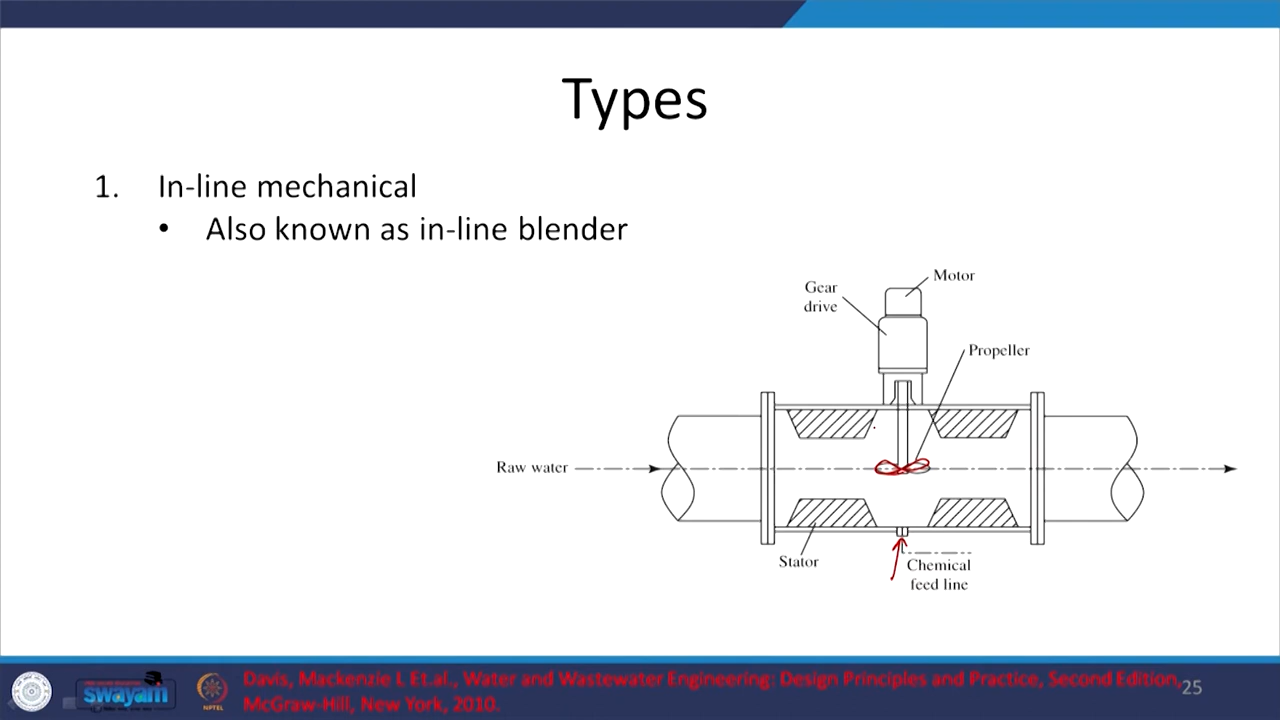 Types
1. In-line mechanical
• Also known as in-line blender
Motor
Gear
drive
Propeller
Raw water
Stator
Chemical
feed line
Davis, Mackenzie L Et.al., Water and Wastewater Engineering: Design Principles and Practice, Second Edition,
McGraw-Hill, New York, 2010.
25
swayam
NPTEL